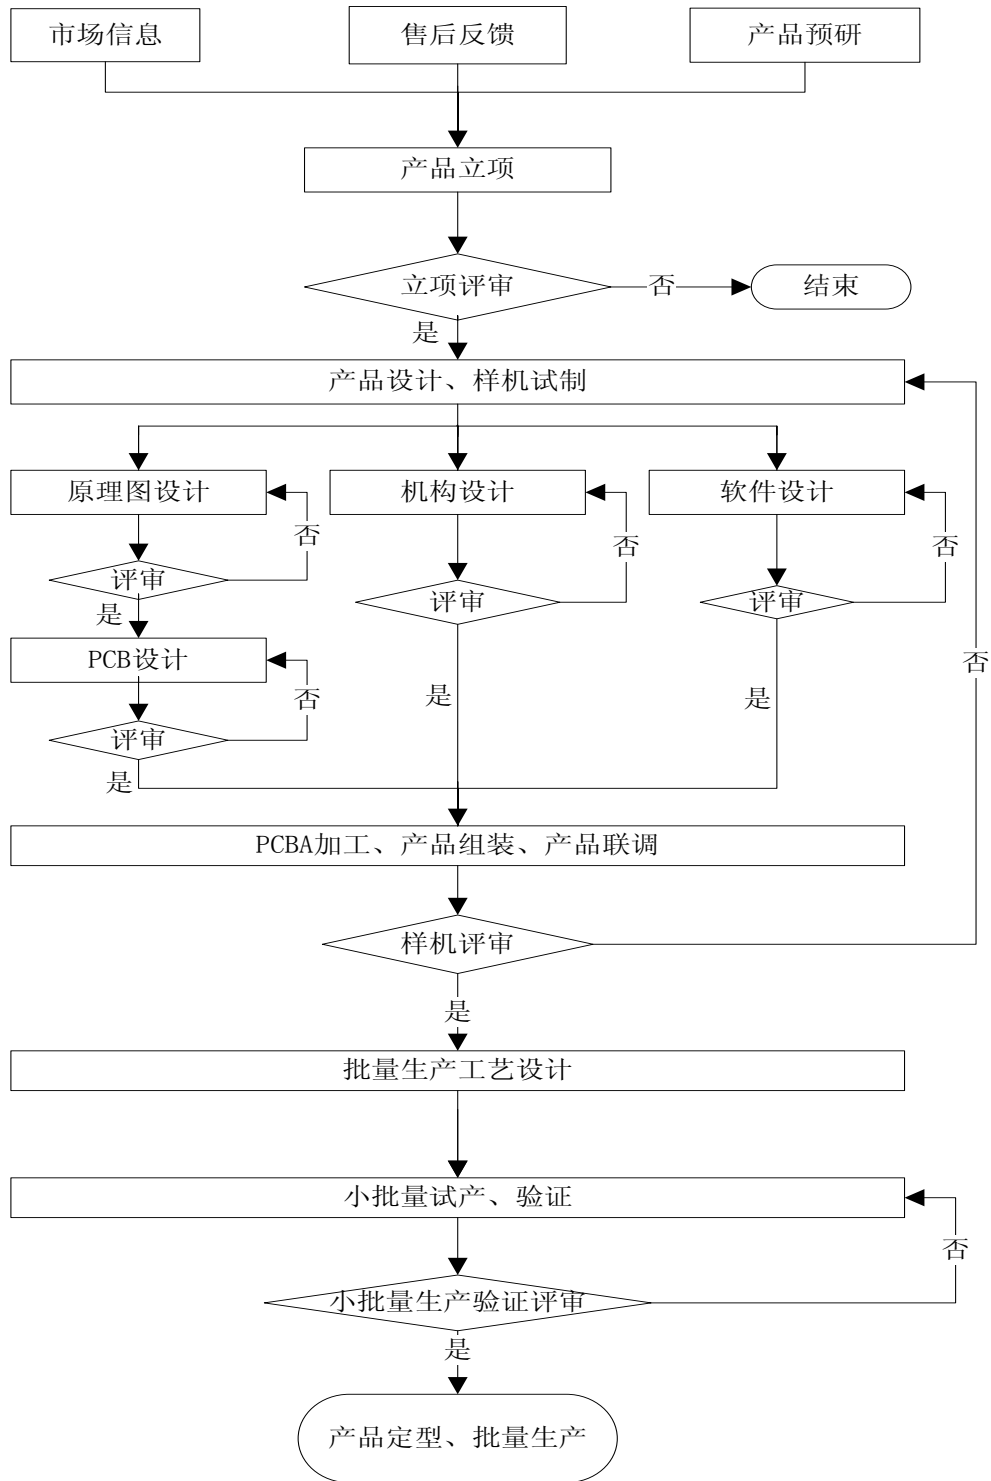 市场信息
售后反馈
产品预研
产品立项
立项评审
否
结束
是
产品设计、样机试制
原理图设计
机构设计
软件设计
否
否
否
评审
评审
评审
是
PCB设计
否
是
是
否
评审
是
PCBA加工、产品组装、产品联调
样机评审
是
批量生产工艺设计
小批量试产、验证
否
小批量生产验证评审
是
产品定型、批量生产